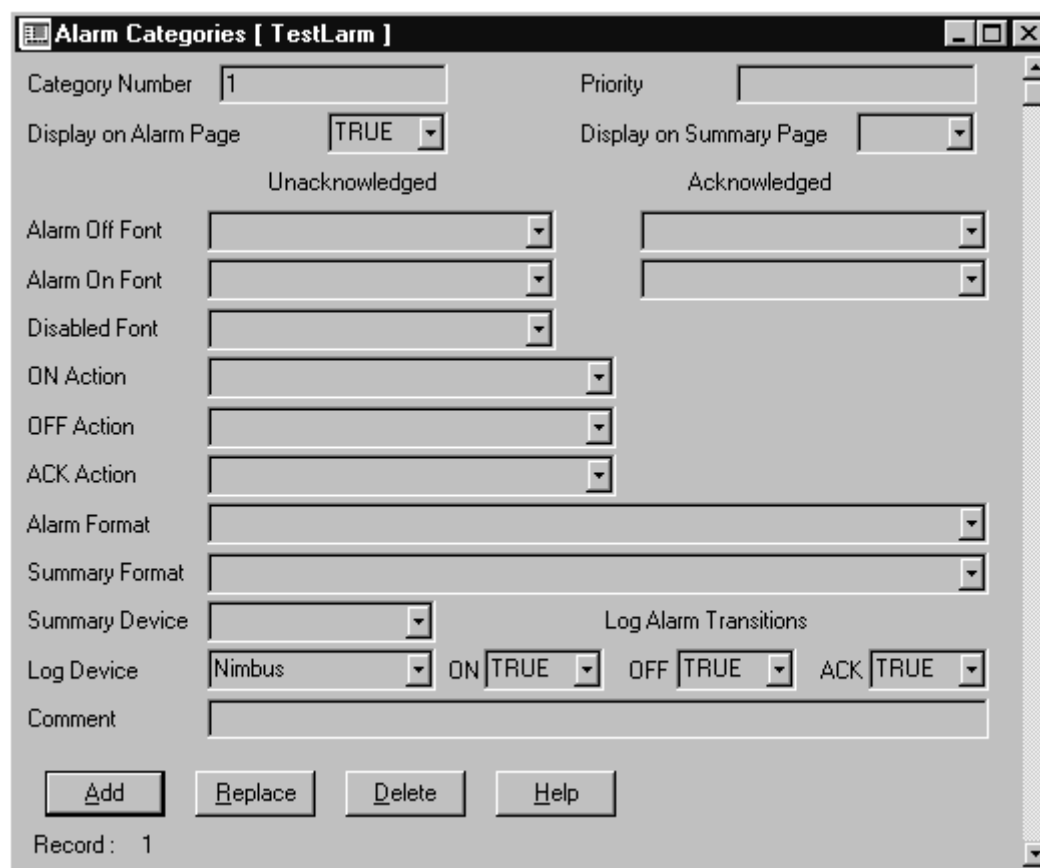 Alarm Categories [ TestLarm ]
Category Number 1 Priority
Display on Alarm Page TRUE Display on Summary Page
Unacknowledged Acknowledged
Alarm Off Font
Alarm On Font
Disabled Font
ON Action
OFF Action
ACK Action
Alarm Format
Summary Format
Summary Device Log Alarm Transitions
Log Device Nimbus ON TRUE OFF TRUE ACK TRUE
Comment
Add Replace Delete Help
Record : 1